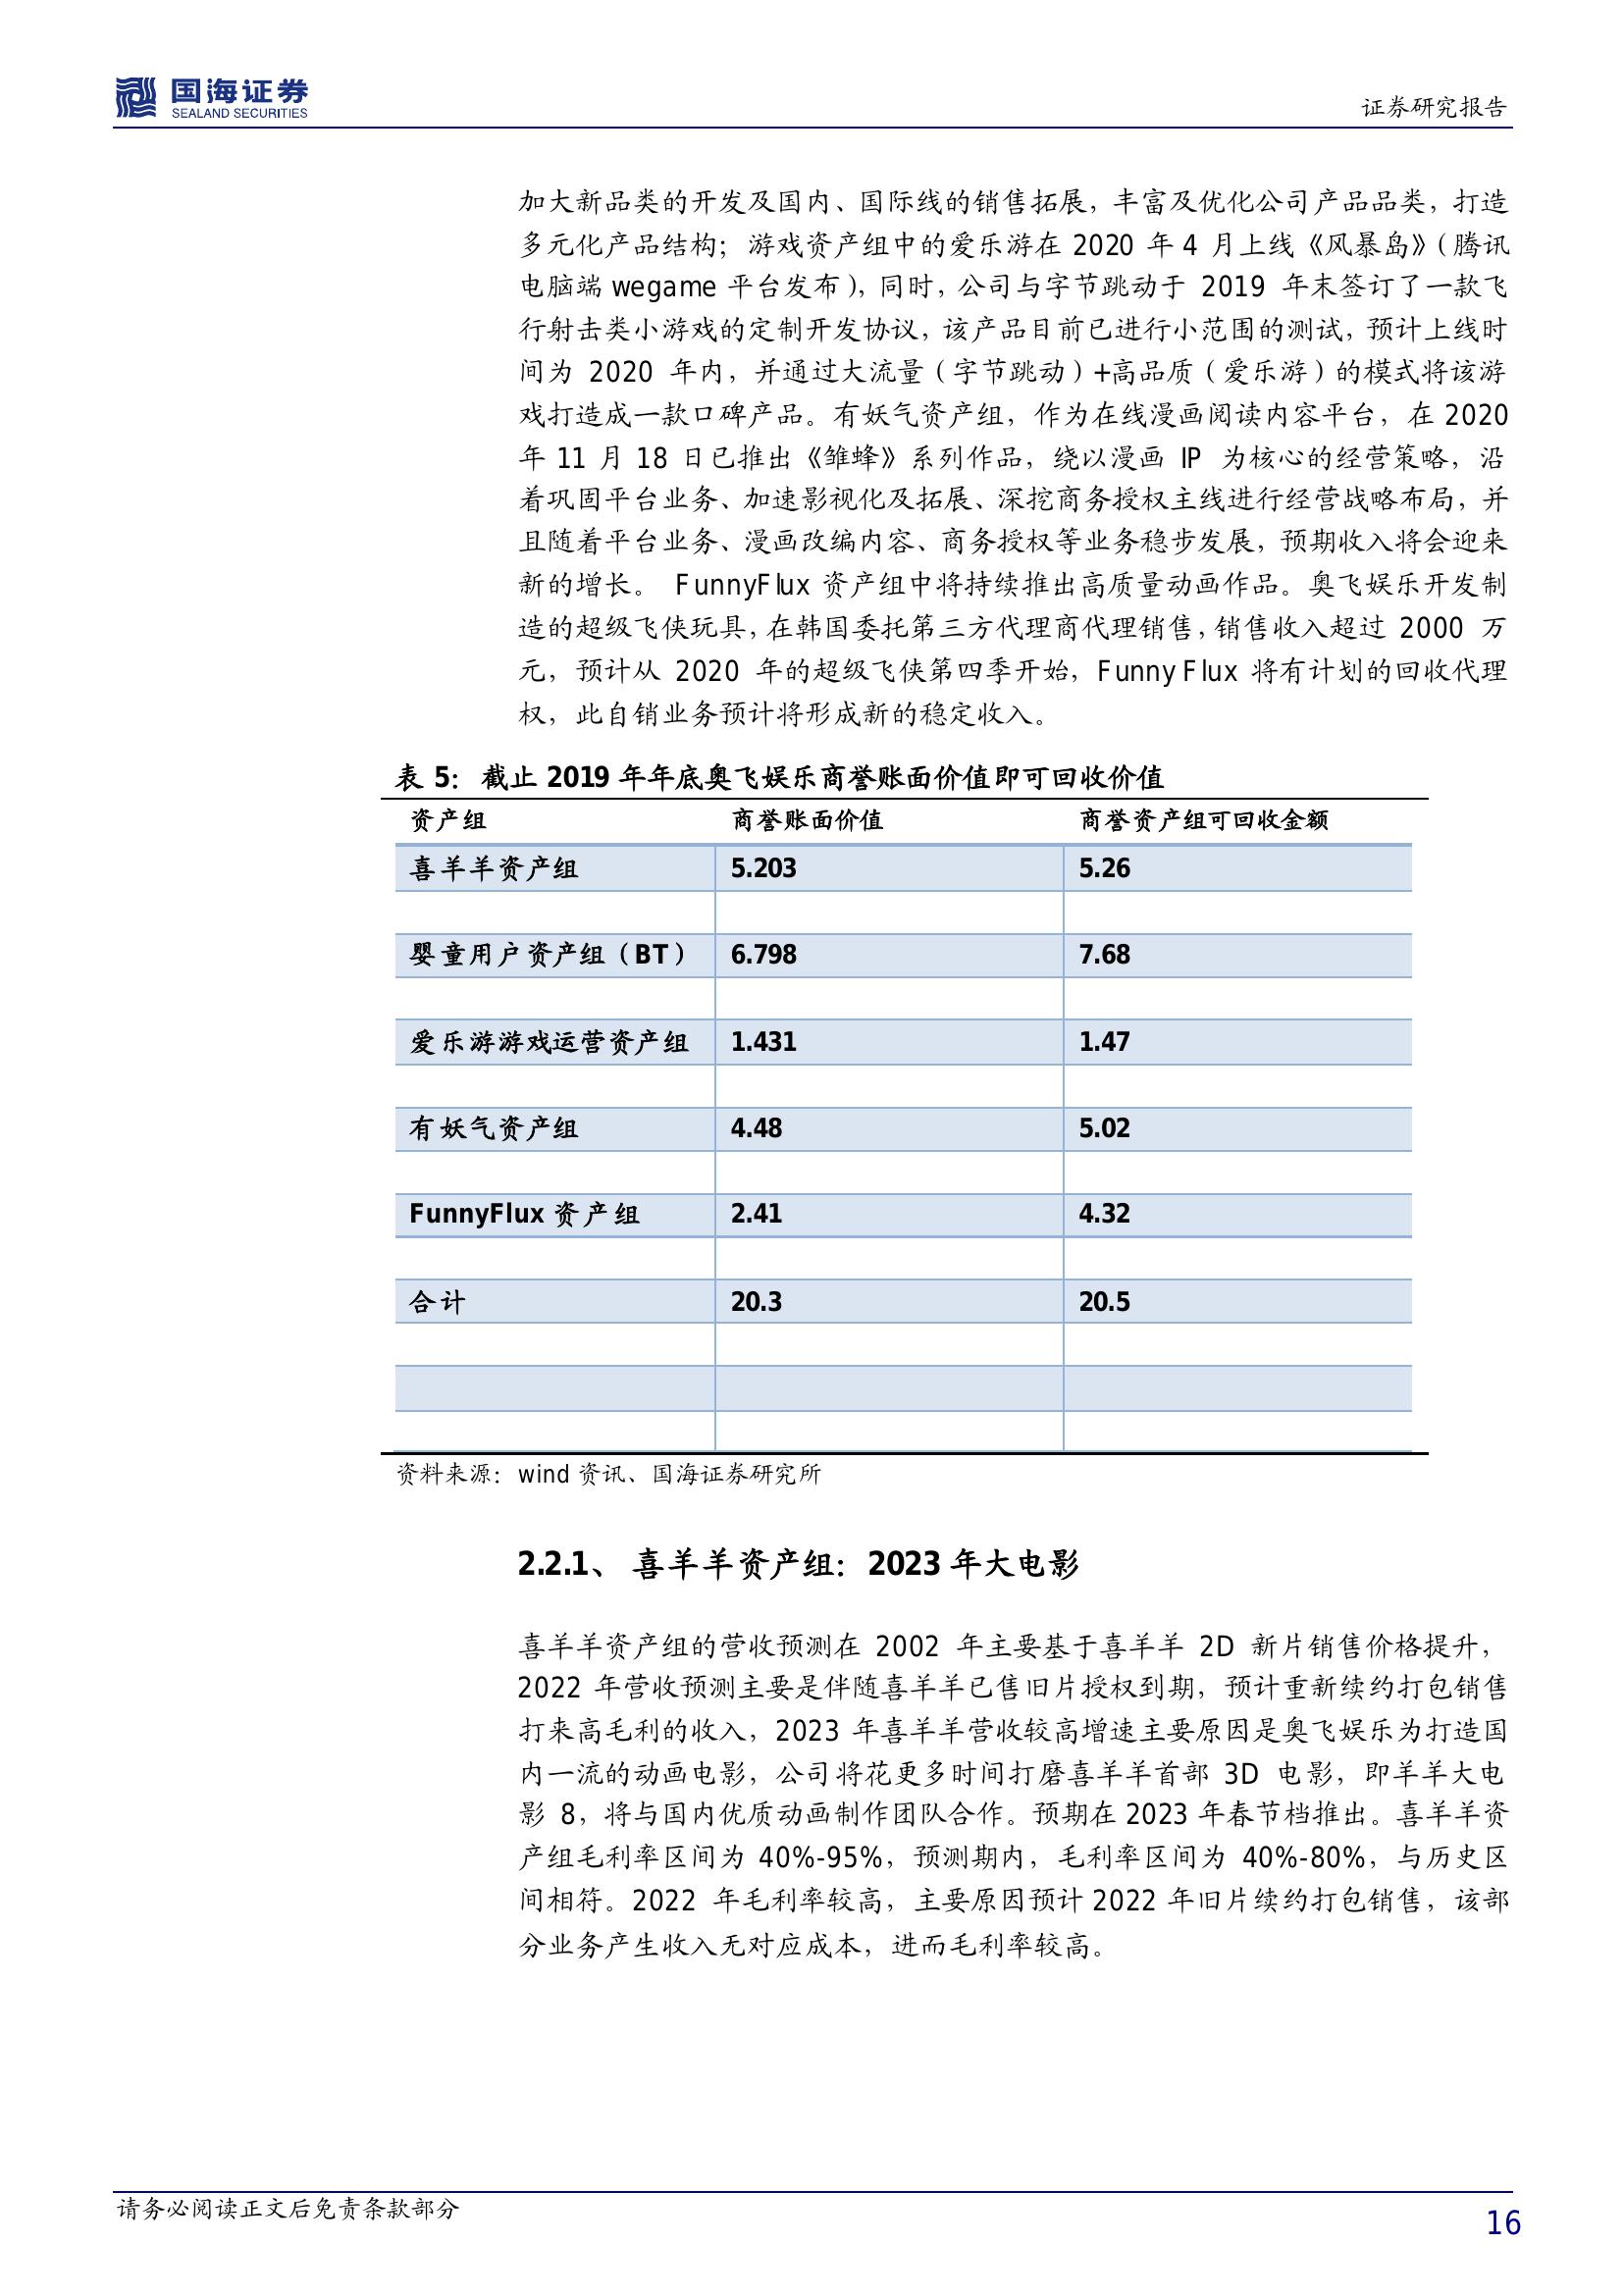 国海证券
SEALAND SECURITIES
证券研究报告
加大新品类的开发及国内、国际线的销售拓展，丰富及优化公司产品品类，打造
多元化产品结构；游戏资产组中的爱乐游在 2020 年 4 月上线《风暴岛》（腾讯
电脑端 wegame 平台发布），同时，公司与字节跳动于 2019 年末签订了一款飞
行射击类小游戏的定制开发协议，该产品目前已进行小范围的测试，预计上线时
间为 2020 年内，并通过大流量（字节跳动）+高品质（爱乐游）的模式将该游
戏打造成一款口碑产品。有妖气资产组，作为在线漫画阅读内容平台，在 2020
年 11 月 18 日已推出《雏蜂》系列作品，绕以漫画 IP 为核心的经营策略，沿
着巩固平台业务、加速影视化及拓展、深挖商务授权主线进行经营战略布局，并
且随着平台业务、漫画改编内容、商务授权等业务稳步发展，预期收入将会迎来
新的增长。 FunnyFlux 资产组中将持续推出高质量动画作品。奥飞娱乐开发制
造的超级飞侠玩具，在韩国委托第三方代理商代理销售，销售收入超过 2000 万
元，预计从 2020 年的超级飞侠第四季开始，Funny Flux 将有计划的回收代理
权，此自销业务预计将形成新的稳定收入。
表 5：截止 2019 年年底奥飞娱乐商誉账面价值即可回收价值
资产组 商誉账面价值 商誉资产组可回收金额
喜羊羊资产组 5.203 5.26
婴童用户资产组（BT） 6.798 7.68
爱乐游游戏运营资产组 1.431 1.47
有妖气资产组 4.48 5.02
FunnyFlux 资产组 2.41 4.32
合计 20.3 20.5
资料来源：wind 资讯、国海证券研究所
2.2.1、 喜羊羊资产组：2023 年大电影
喜羊羊资产组的营收预测在 2002 年主要基于喜羊羊 2D 新片销售价格提升，
2022 年营收预测主要是伴随喜羊羊已售旧片授权到期，预计重新续约打包销售
打来高毛利的收入，2023 年喜羊羊营收较高增速主要原因是奥飞娱乐为打造国
内一流的动画电影，公司将花更多时间打磨喜羊羊首部 3D 电影，即羊羊大电
影 8，将与国内优质动画制作团队合作。预期在 2023 年春节档推出。喜羊羊资
产组毛利率区间为 40%-95%，预测期内，毛利率区间为 40%-80%，与历史区
间相符。2022 年毛利率较高，主要原因预计 2022 年旧片续约打包销售，该部
分业务产生收入无对应成本，进而毛利率较高。
请务必阅读正文后免责条款部分
16